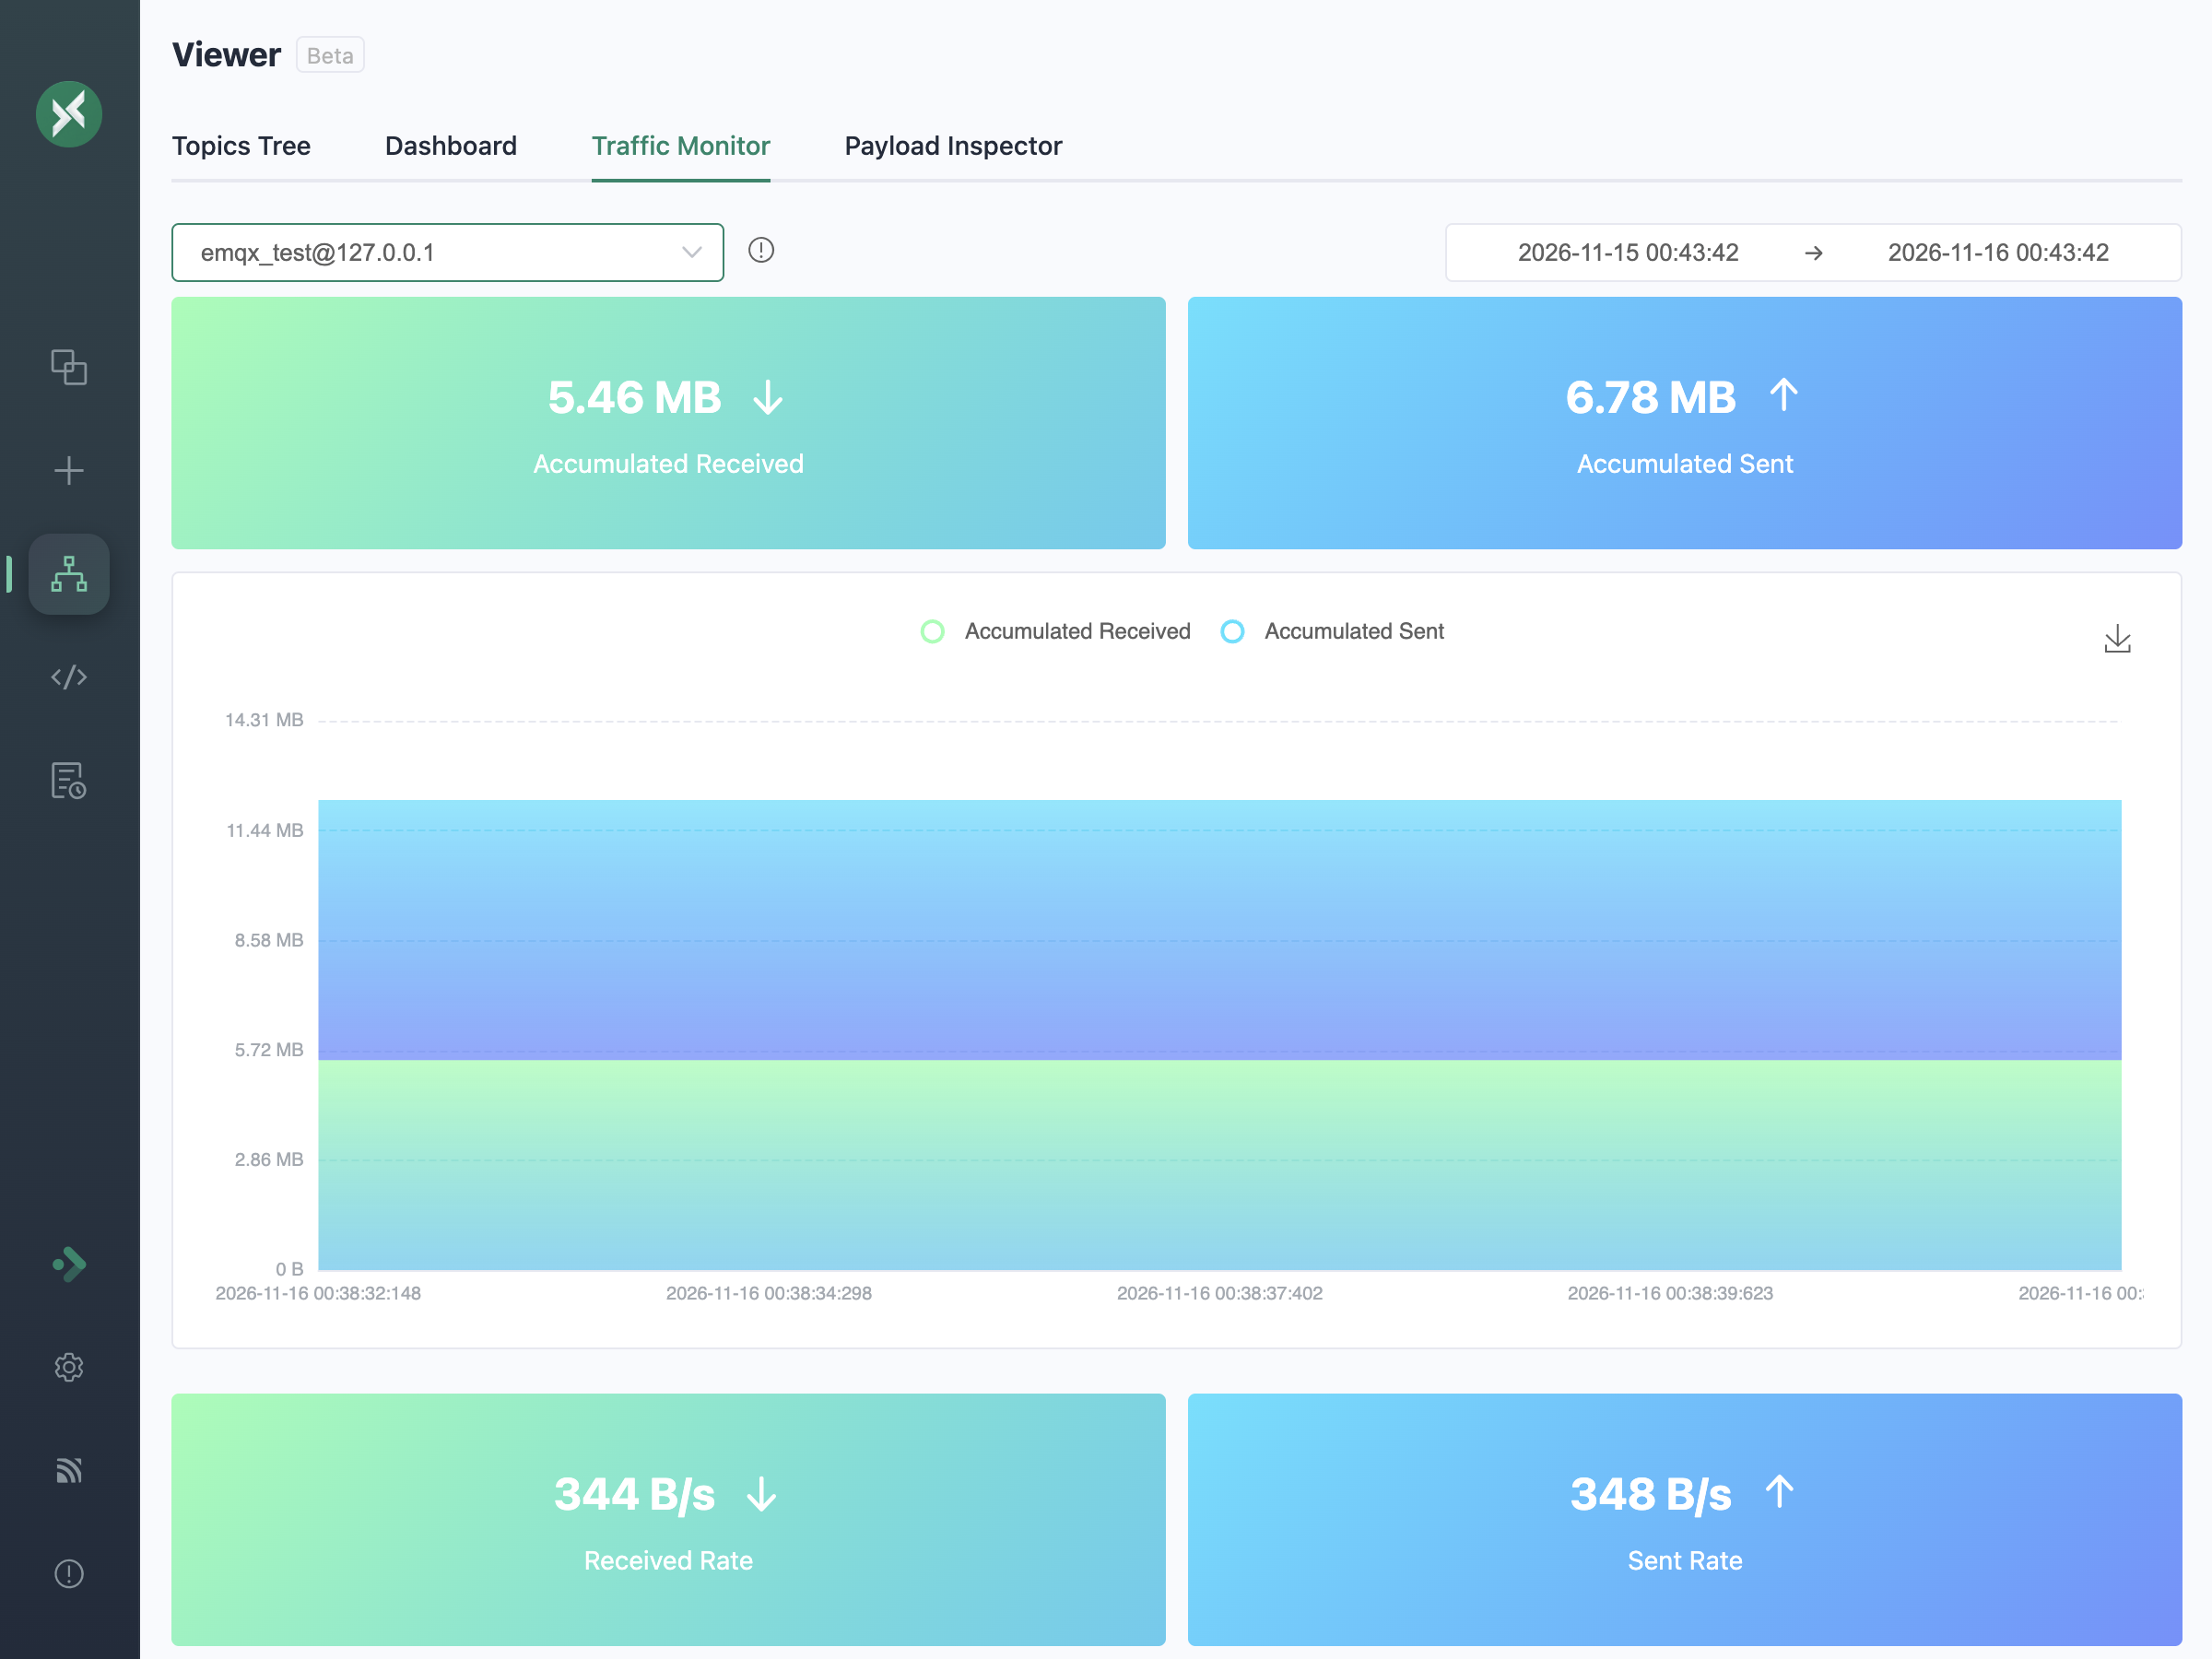 Viewer Beta
Topics Tree Dashboard Traffic Monitor Payload Inspector
emqx_test@127.0.0.1
2026-11-15 00:43:42 → 2026-11-16 00:43:42
5.46 MB ↓
Accumulated Received
6.78 MB ↑
Accumulated Sent
Accumulated Received Accumulated Sent
14.31 MB
11.44 MB
8.58 MB
5.72 MB
2.86 MB
0 B
2026-11-16 00:38:32:148 2026-11-16 00:38:34:298 2026-11-16 00:38:37:402 2026-11-16 00:38:39:623 2026-11-16 00:
344 B/s ↓
Received Rate
348 B/s ↑
Sent Rate